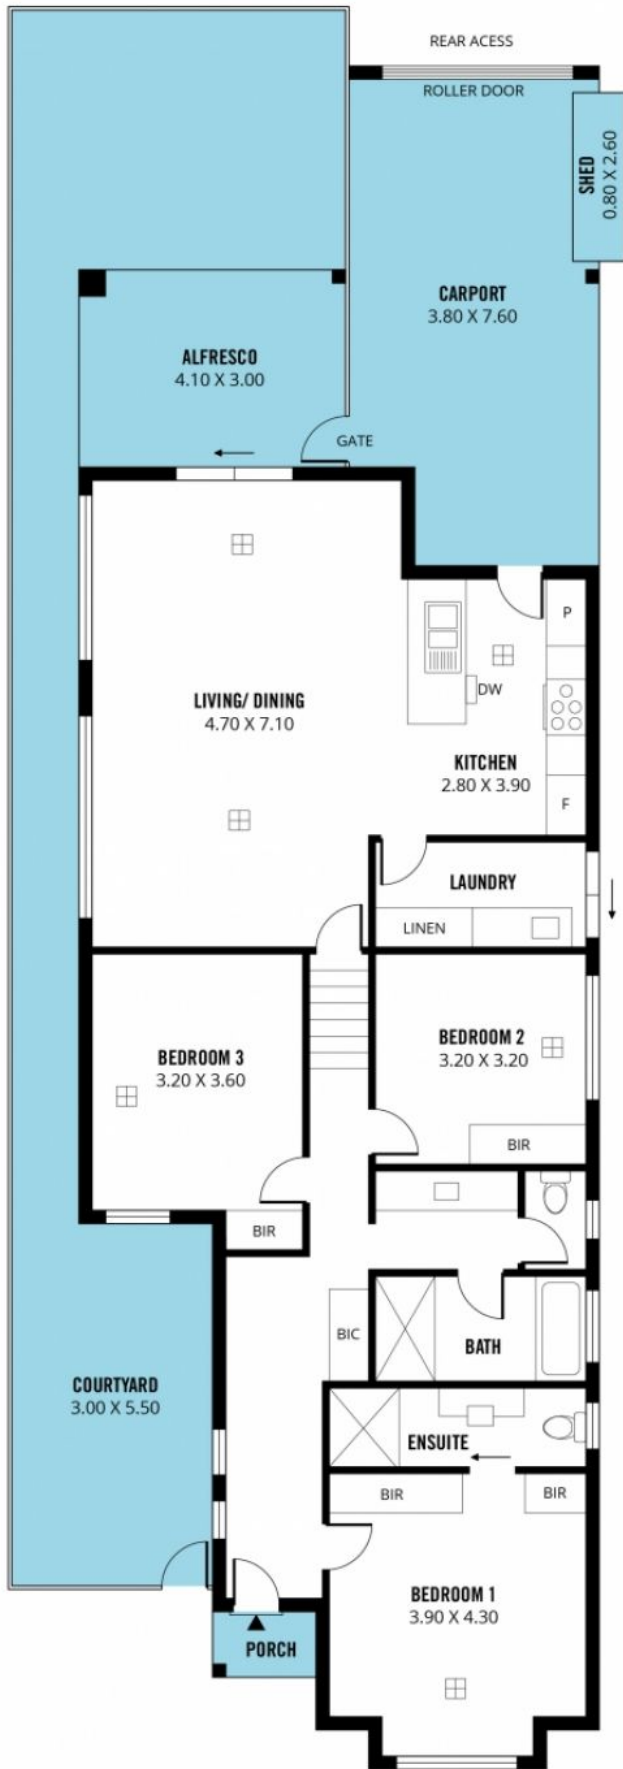 REAR ACESS
ROLLER DOOR
SHED
0.80 X 2.60
CARPORT
3.80 X 7.60
ALFRESCO
4.10 X 3.00
GATE
P
LIVING/ DINING
4.70 X 7.10
DW
KITCHEN
2.80 X 3.90
F
LAUNDRY
LINEN
BEDROOM 2
3.20 X 3.20
BEDROOM 3
3.20 X 3.60
BIR
BIR
BIC
BATH
COURTYARD
3.00 X 5.50
ENSUITE
BIR
BIR
BEDROOM 1
3.90 X 4.30
PORCH